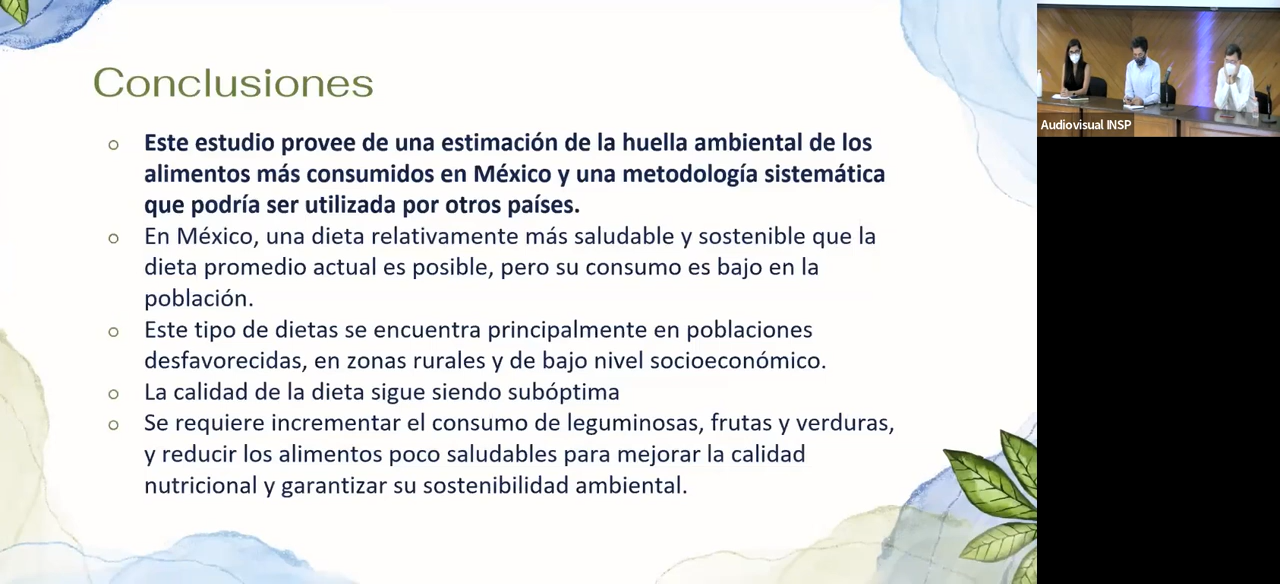 Conclusiones
Este estudio provee de una estimación de la huella ambiental de los
alimentos más consumidos en México y una metodología sistemática
que podría ser utilizada por otros países.
En México, una dieta relativamente más saludable y sostenible que la
dieta promedio actual es posible, pero su consumo es bajo en la
población.
Este tipo de dietas se encuentra principalmente en poblaciones
desfavorecidas, en zonas rurales y de bajo nivel socioeconómico.
La calidad de la dieta sigue siendo subóptima
Se requiere incrementar el consumo de leguminosas, frutas y verduras,
y reducir los alimentos poco saludables para mejorar la calidad
nutricional y garantizar su sostenibilidad ambiental.
Audiovisual INSP